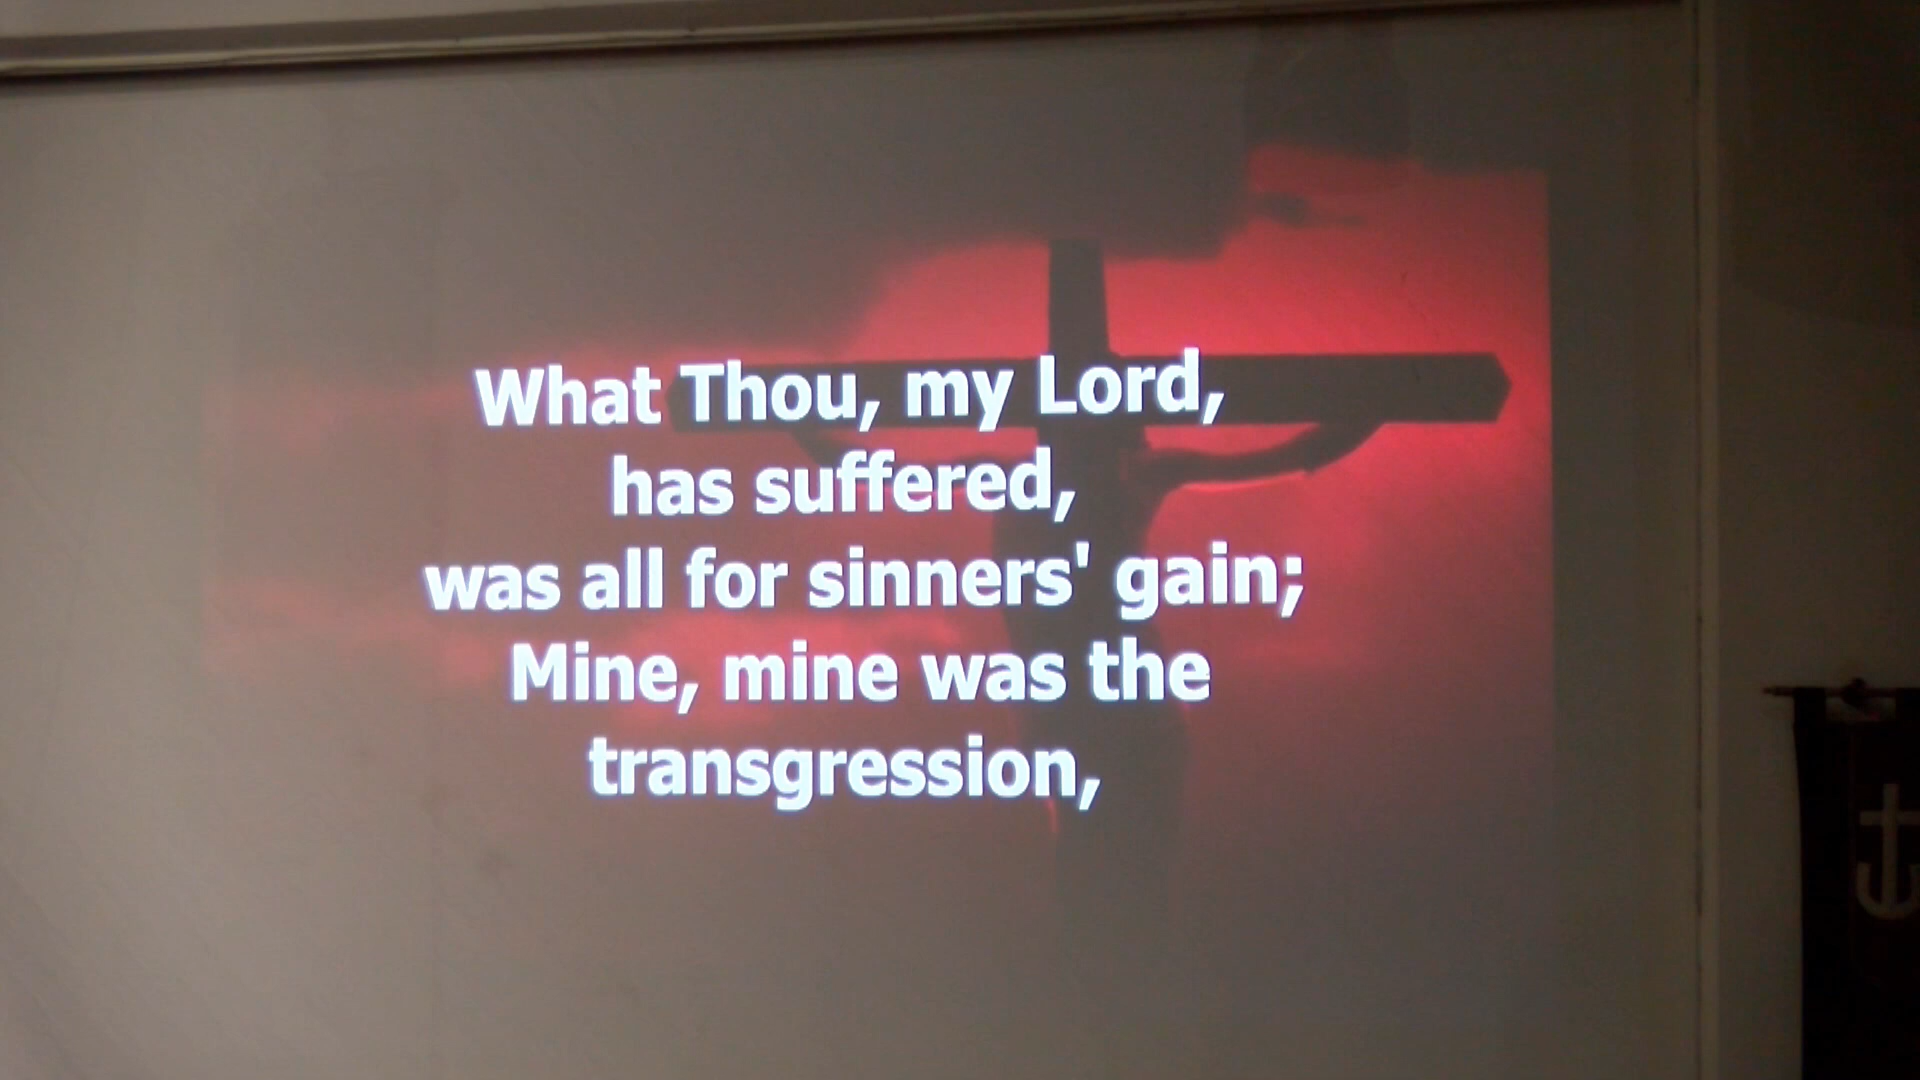 What Thou, my Lord,
has suffered,
was all for sinners' gain;
Mine, mine was the
transgression,